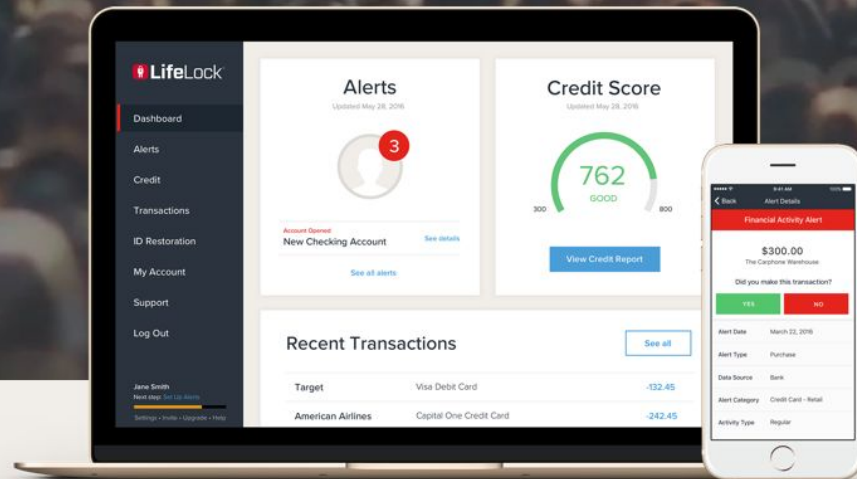 LifeLock
Dashboard
Alerts
Credit
Transactions
ID Restoration
My Account
Support
Log Out
Jane Smith
Next step: Set Up Alerts
Settings • Invite • Upgrade • Help
Alerts
Updated May 28, 2016
3
Account Opened
New Checking Account
See details
See all alerts
Credit Score
Updated May 28, 2016
762
GOOD
300
800
View Credit Report
Recent Transactions
See all
Target Visa Debit Card -132.45
American Airlines Capital One Credit Card -242.45
9:41 AM 100%
Back Alert Details
Financial Activity Alert
$300.00
The Carphone Warehouse
Did you make this transaction?
YES NO
Alert Date March 22, 2016
Alert Type Purchase
Data Source Bank
Alert Category Credit Card - Retail
Activity Type Regular